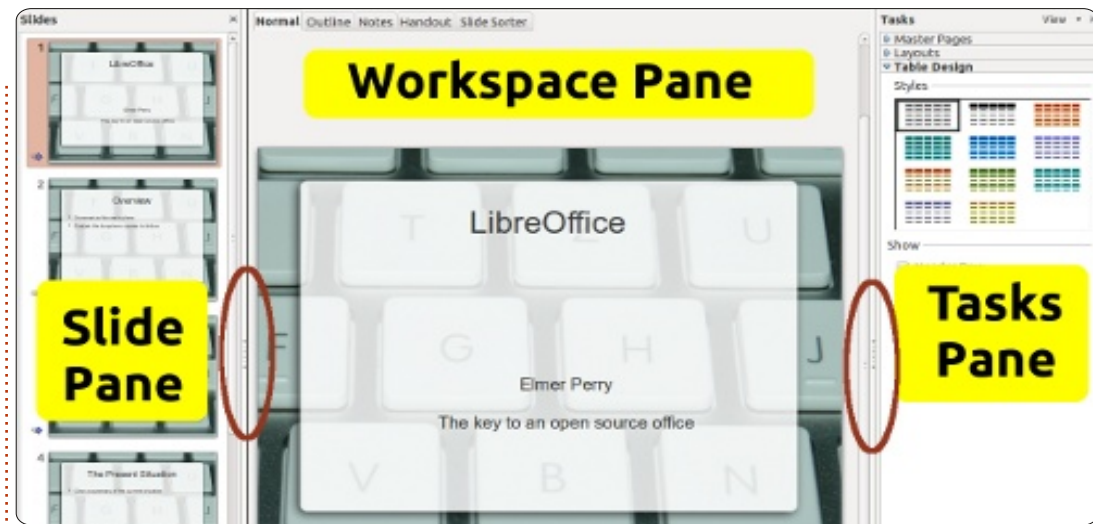 Slides
Normal Outline Notes Handout Slide Sorter
Tasks View
Master Pages
Layouts
Table Design
Styles
Show
Workspace Pane
Slide
Pane
Tasks
Pane
1
LibreOffice
Elmer Perry
The key to an open source office
2
Overview
4
The Present Situation
T
U
LibreOffice
F G H J
Elmer Perry
The key to an open source office
V B N